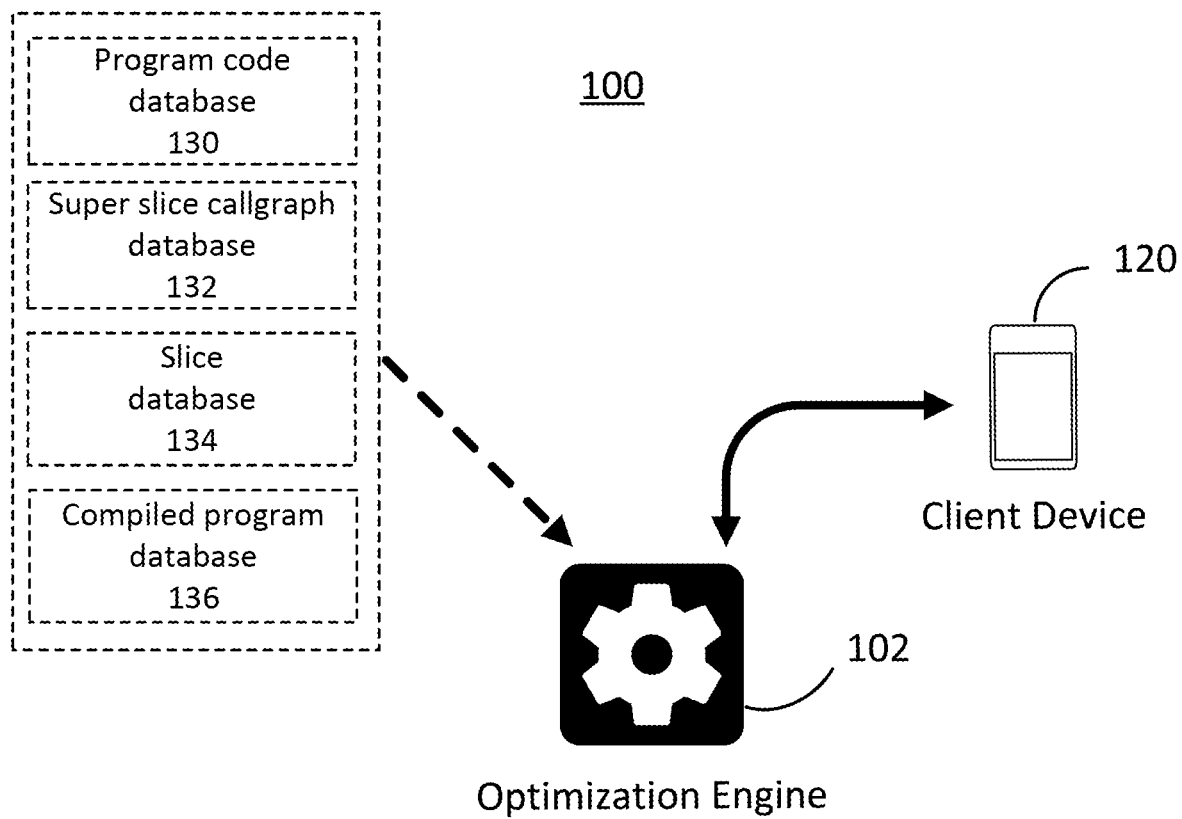 Program code
database
130
Super slice callgraph
database
132
Slice
database
134
Compiled program
database
136
100
120
Client Device
102
Optimization Engine